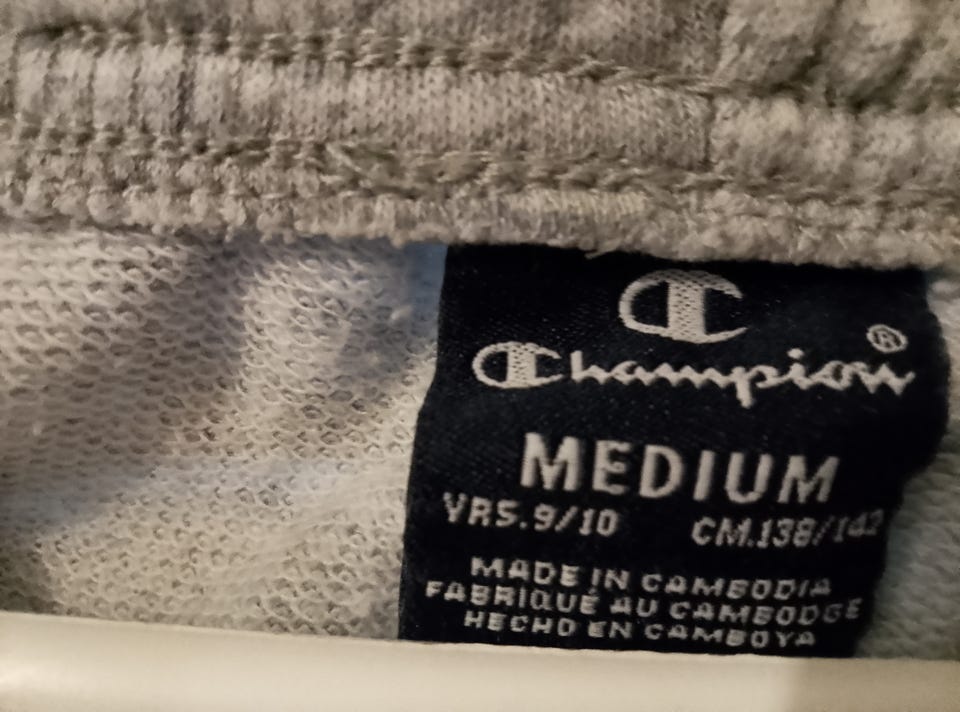 C
Champion®
MEDIUM
YRS.9/10 CM.138/142
MADE IN CAMBODIA
FABRIQUÉ AU CAMBODGE
HECHO EN CAMBOYA